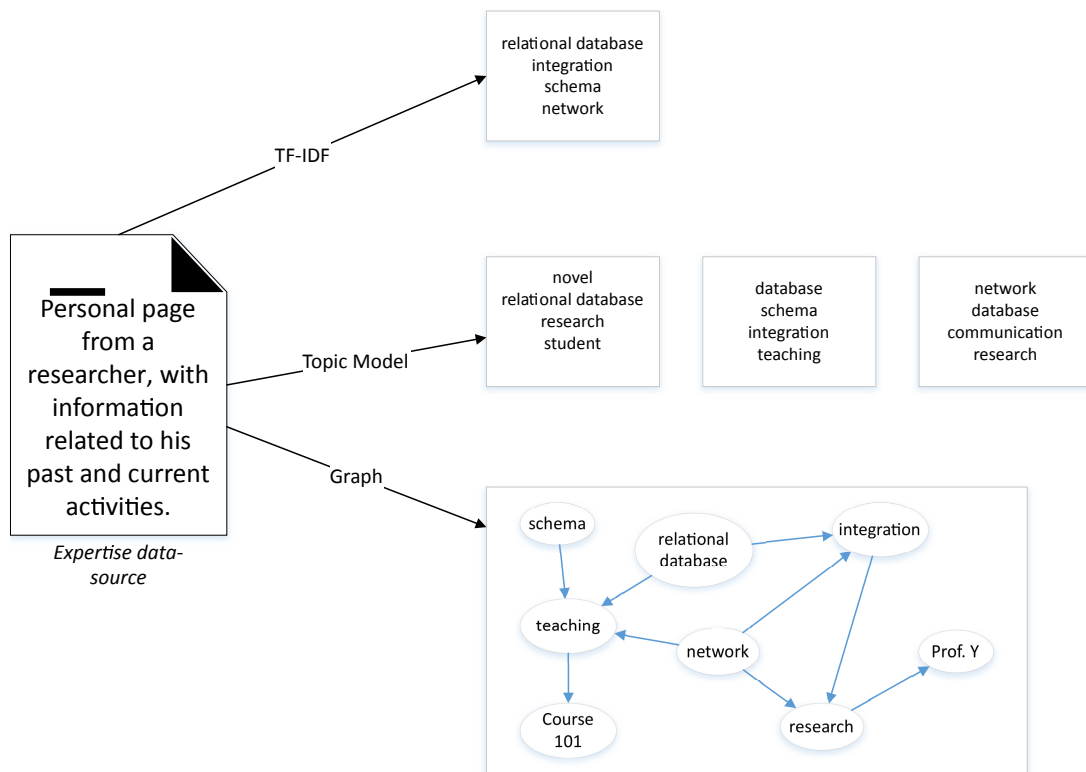 relational database
integration
schema
network
TF-IDF
Personal page
from a
researcher, with
information
related to his
past and current
activities.
Expertise data-
source
Topic Model
novel
relational database
research
student
database
schema
integration
teaching
network
database
communication
research
Graph
schema
relational
database
integration
teaching
network
Prof. Y
Course
101
research